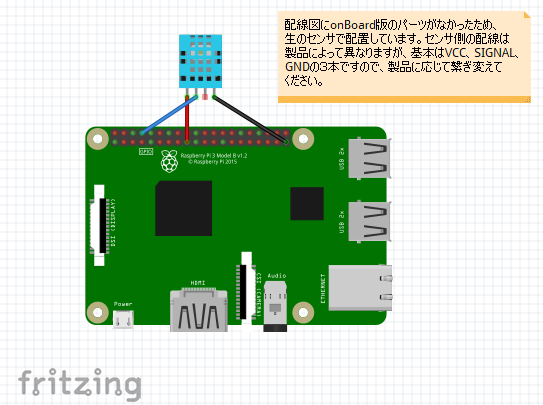 配線図にonBoard版のパーツがなかったため、
生のセンサで配置しています。センサ側の配線は
製品によって異なりますが、基本はVCC、SIGNAL、
GNDの3本ですので、製品に応じて繋ぎ変えて
ください。
GPIO
Raspberry Pi 3 Model B v1.2
© Raspberry Pi 2015
USB 2x
DSI (DISPLAY)
USB 2x
HDMI
CSI (CAMERA)
Audio
ETHERNET
Power
fritzing